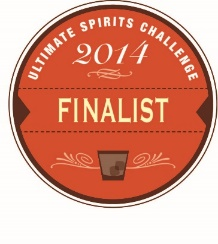 ULTIMATE SPIRITS CHALLENGE
2014
FINALIST